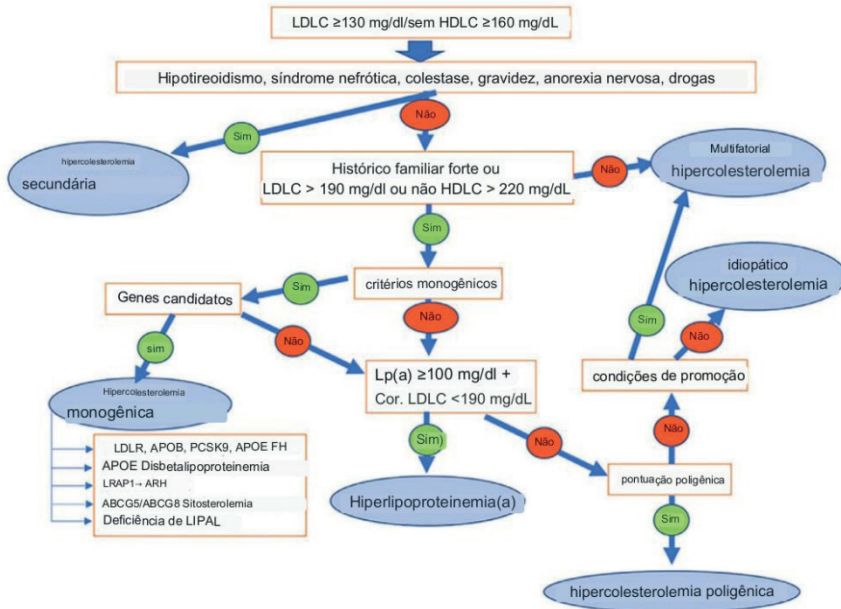 LDLC ≥130 mg/dl/sem HDLC ≥160 mg/dL
Hipotireoidismo, síndrome nefrótica, colestase, gravidez, anorexia nervosa, drogas
Sim
Não
hipercolesterolemia
secundária
Histórico familiar forte ou
LDLC > 190 mg/dl ou não HDLC > 220 mg/dL
Não
Multifatorial
hipercolesterolemia
Sim
idiopático
hipercolesterolemia
critérios monogênicos
Sim
Genes candidatos
Não
Sim
Não
sim
Não
Lp(a) ≥100 mg/dl +
Cor. LDLC <190 mg/dL
condições de promoção
Hipercolesterolemia
monogênica
Sim)
Não
Não
LDLR, APOB, PCSK9, APOE FH
APOE Disbetalipoproteinemia
LRAP1→ ARH
ABCG5/ABCG8 Sitosterolemia
Deficiência de LIPAL
Hiperlipoproteinemia(a)
pontuação poligênica
Sim
hipercolesterolemia poligênica